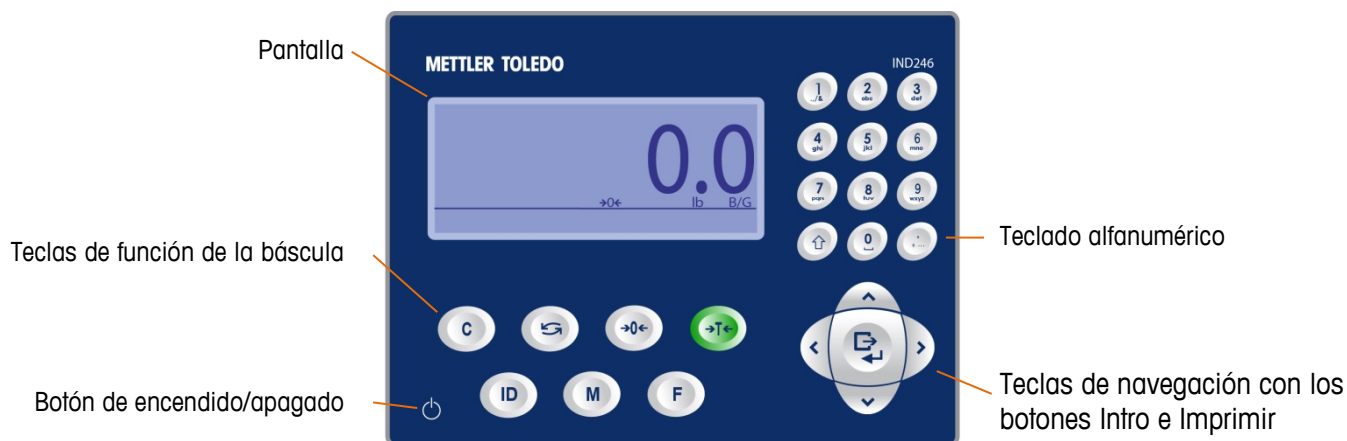 Pantalla
METTLER TOLEDO
IND246
0.0
→0←
lb
B/G
1
../&
2
abc
3
def
4
ghi
5
jkl
6
mno
7
pqrs
8
9
wxyz
0
Teclado alfanumérico
Teclas de función de la báscula
C
→0←
→T←
ID
M
F
Botón de encendido/apagado
Teclas de navegación con los
botones Intro e Imprimir